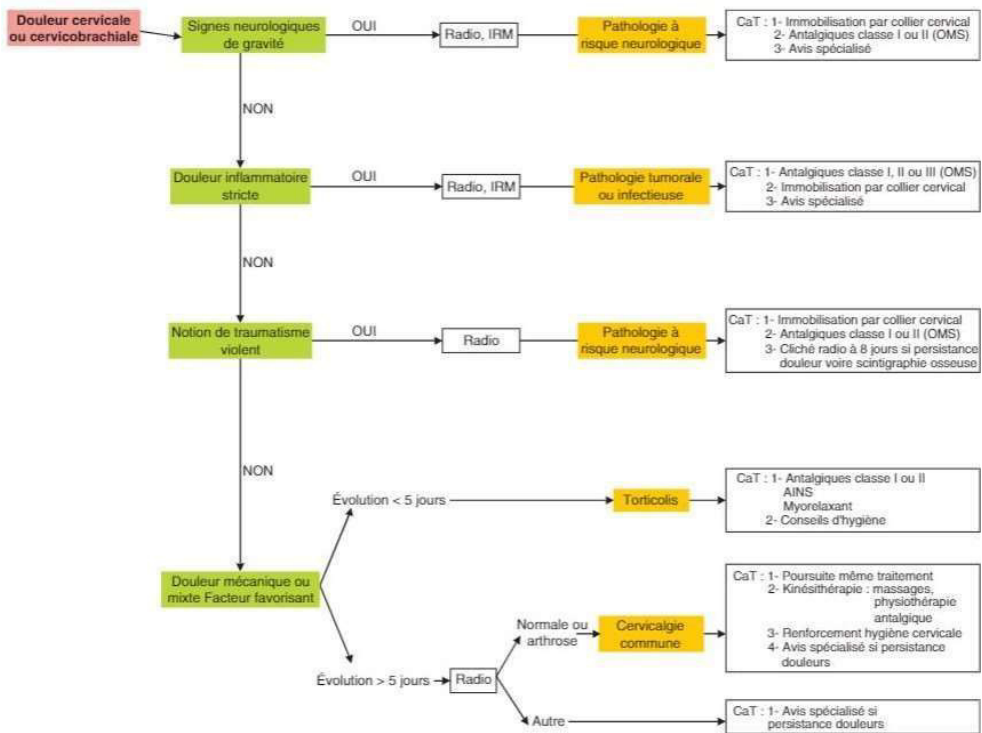 Douleur cervicale
ou cervicobrachiale
Signes neurologiques
de gravité
OUI
Radio, IRM
Pathologie à
risque neurologique
CaT : 1- Immobilisation par collier cervical
2- Antalgiques classe I ou II (OMS)
3- Avis spécialisé
NON
Douleur inflammatoire
stricte
OUI
Radio, IRM
Pathologie tumorale
ou infectieuse
CaT : 1- Antalgiques classe I, II ou III (OMS)
2- Immobilisation par collier cervical
3- Avis spécialisé
NON
Notion de traumatisme
violent
OUI
Radio
Pathologie à
risque neurologique
CaT : 1- Immobilisation par collier cervical
2- Antalgiques classe I ou II (OMS)
3- Cliché radio à 8 jours si persistance
douleur voire scintigraphie osseuse
NON
Évolution < 5 jours
Torticolis
CaT : 1- Antalgiques classe I ou II
AINS
Myorelaxant
2- Conseils d'hygiène
Douleur mécanique ou
mixte Facteur favorisant
Évolution > 5 jours
Radio
Normale ou
arthrose
Cervicalgie
commune
CaT : 1- Poursuite même traitement
2- Kinésithérapie : massages,
physiothérapie
antalgique
3- Renforcement hygiène cervicale
4- Avis spécialisé si persistance
douleurs
Autre
CaT : 1- Avis spécialisé si
persistance douleurs